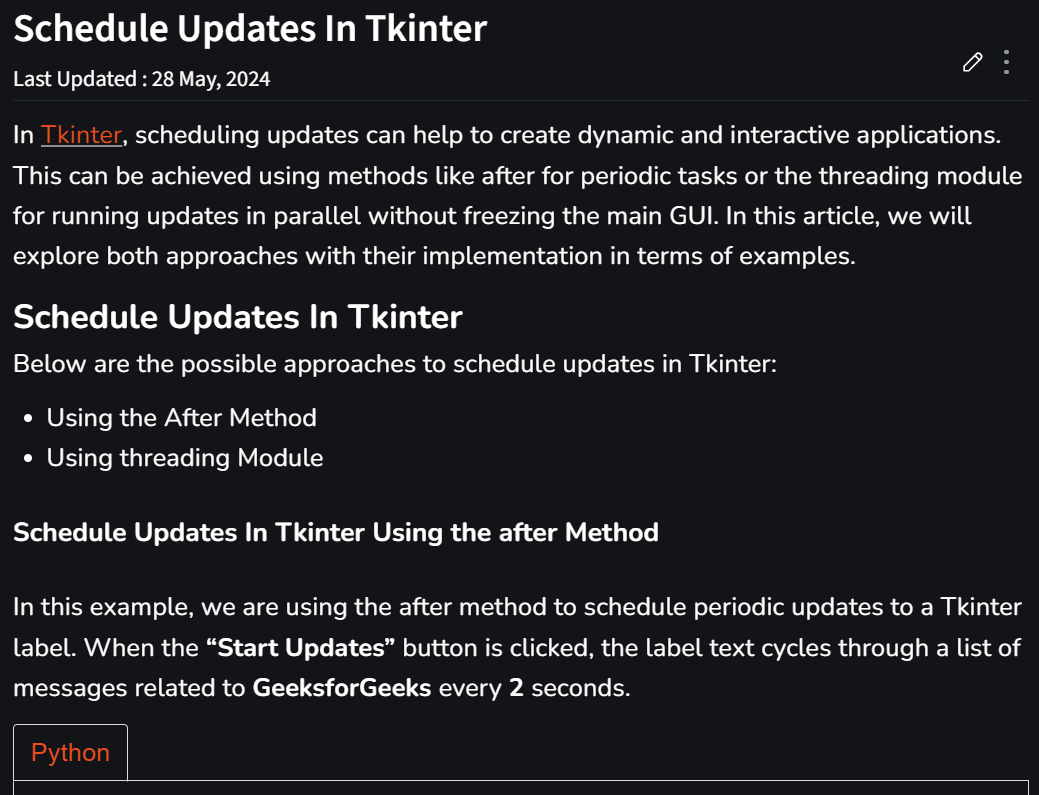 Schedule Updates In Tkinter
Last Updated : 28 May, 2024
In Tkinter, scheduling updates can help to create dynamic and interactive applications.
This can be achieved using methods like after for periodic tasks or the threading module
for running updates in parallel without freezing the main GUI. In this article, we will
explore both approaches with their implementation in terms of examples.
Schedule Updates In Tkinter
Below are the possible approaches to schedule updates in Tkinter:
• Using the After Method
• Using threading Module
Schedule Updates In Tkinter Using the after Method
In this example, we are using the after method to schedule periodic updates to a Tkinter
label. When the “Start Updates” button is clicked, the label text cycles through a list of
messages related to GeeksforGeeks every 2 seconds.
Python